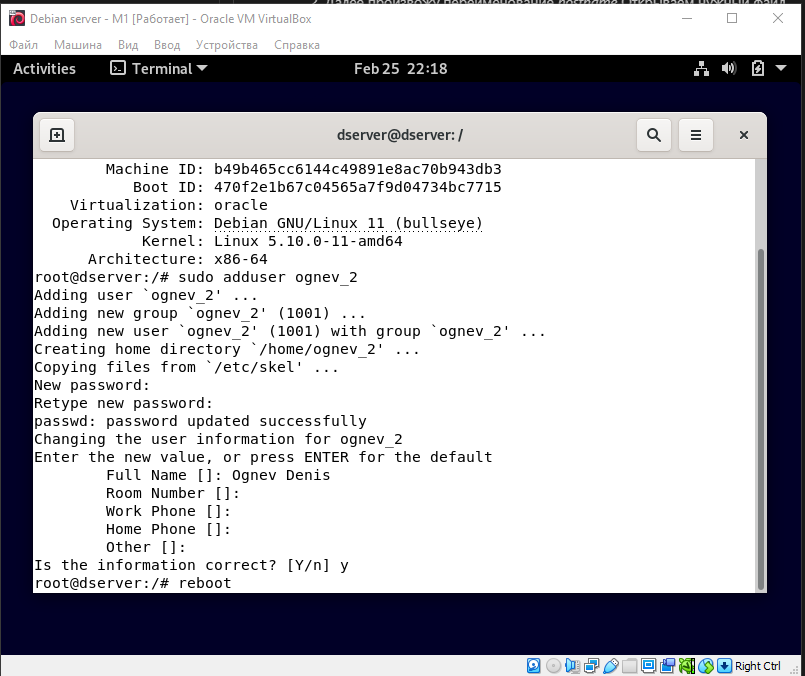 Debian server - M1 [Работает] - Oracle VM VirtualBox
Файл Машина Вид Ввод Устройства Справка
Activities Terminal Feb 25 22:18
dserver@dserver: /
Machine ID: b49b465cc6144c49891e8ac70b943db3
Boot ID: 470f2e1b67c04565a7f9d04734bc7715
Virtualization: oracle
Operating System: Debian GNU/Linux 11 (bullseye)
Kernel: Linux 5.10.0-11-amd64
Architecture: x86-64
root@dserver:/# sudo adduser ognev_2
Adding user `ognev_2' ...
Adding new group `ognev_2' (1001) ...
Adding new user `ognev_2' (1001) with group `ognev_2' ...
Creating home directory `/home/ognev_2' ...
Copying files from `/etc/skel' ...
New password:
Retype new password:
passwd: password updated successfully
Changing the user information for ognev_2
Enter the new value, or press ENTER for the default
Full Name []: Ognev Denis
Room Number []:
Work Phone []:
Home Phone []:
Other []:
Is the information correct? [Y/n] y
root@dserver:/# reboot
Right Ctrl